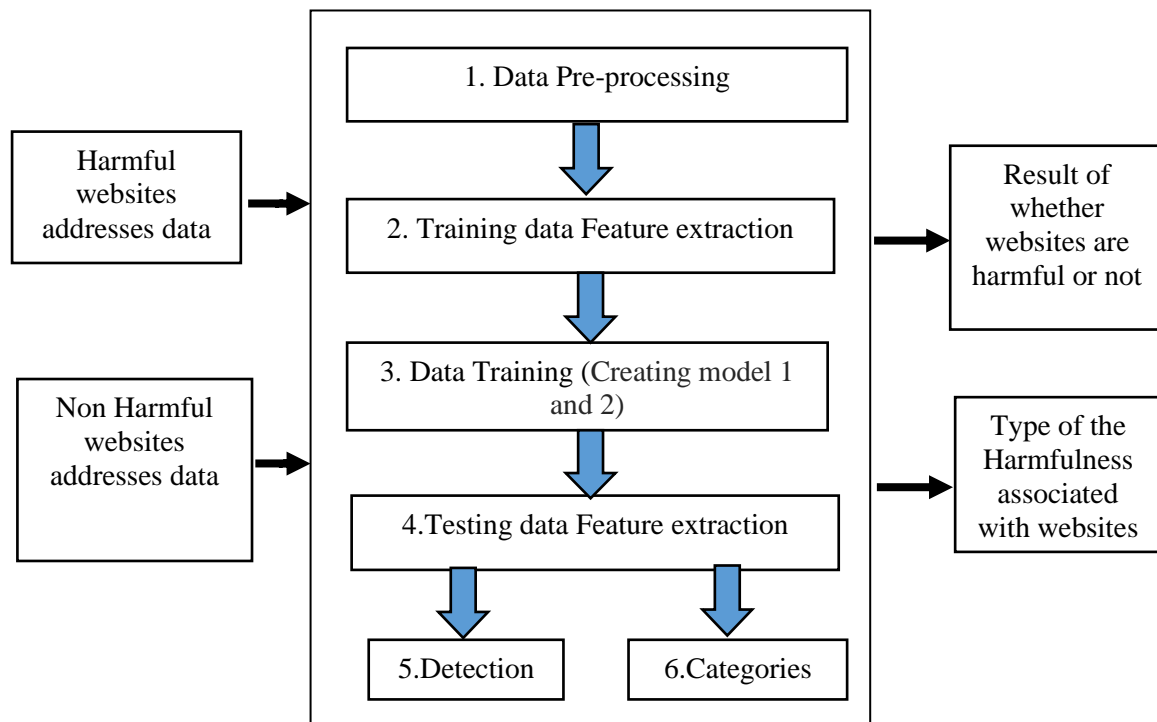 Harmful
websites
addresses data
Non Harmful
websites
addresses data
1. Data Pre-processing
2. Training data Feature extraction
3. Data Training (Creating model 1
and 2)
4.Testing data Feature extraction
5.Detection
6.Categories
Result of
whether
websites are
harmful or not
Type of the
Harmfulness
associated
with websites